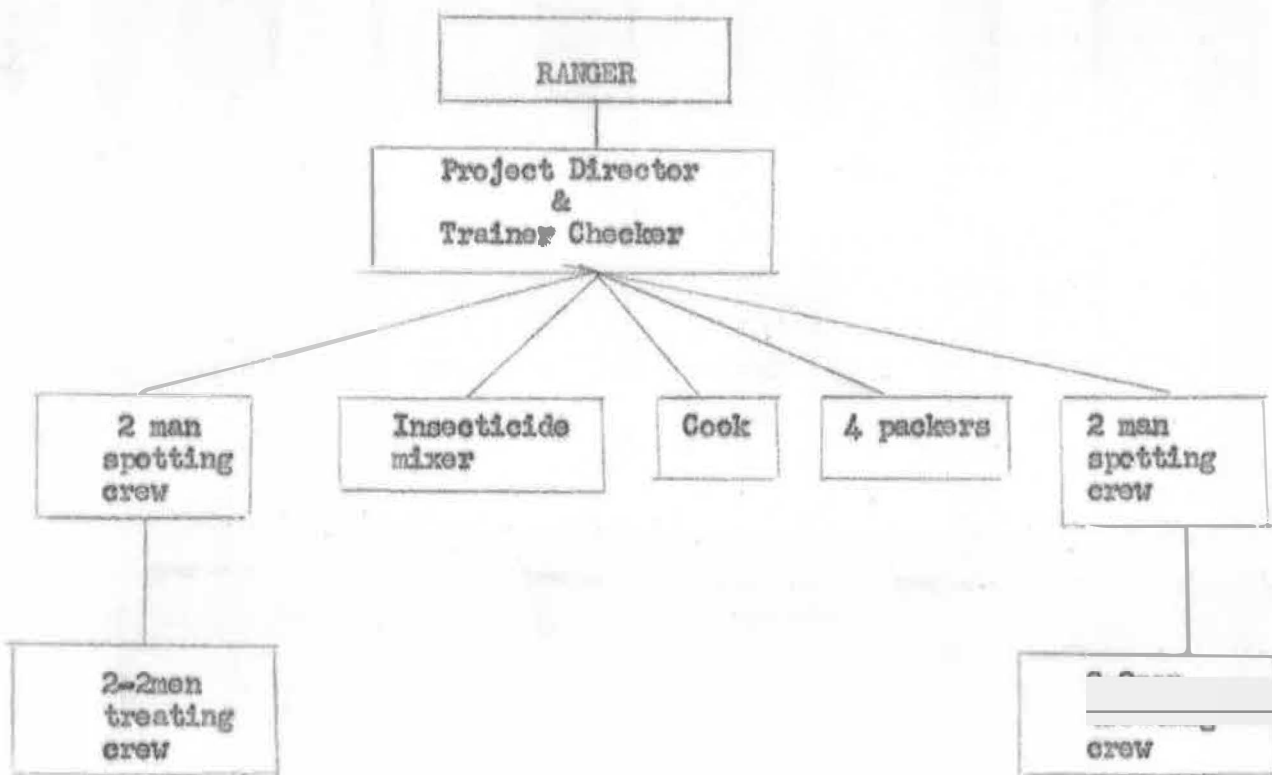 RANGER
Project Director
&
Trainer Checker
2 man
spotting
crew
Insecticide
mixer
Cook
4 packers
2 man
spotting
crew
2-2men
treating
crew
crew